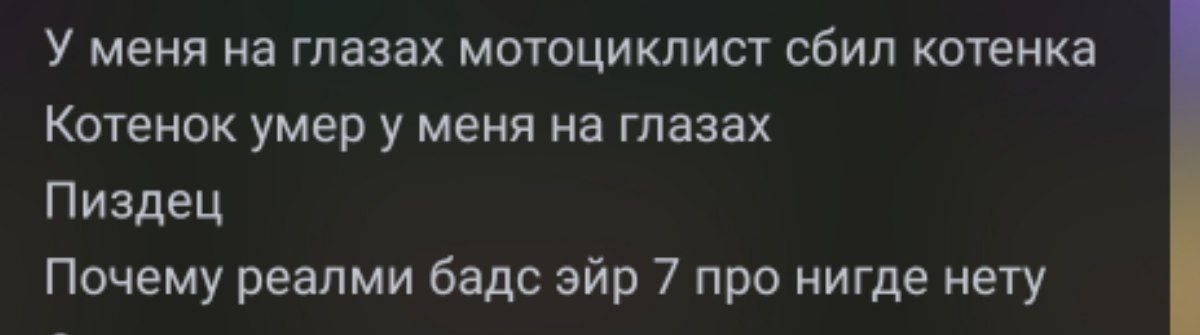 У меня на глазах мотоциклист сбил котенка
Котенок умер у меня на глазах
Пиздец
Почему реалми бадс эйр 7 про нигде нету